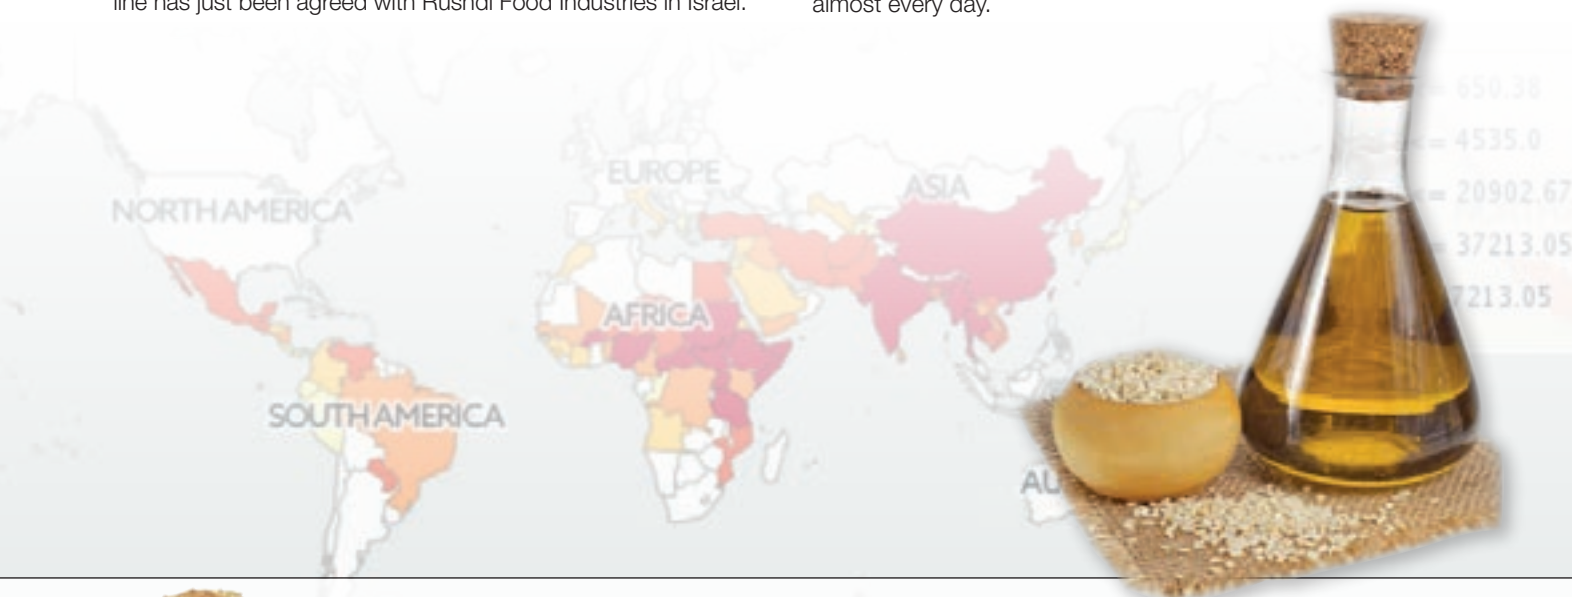 line has just been agreed with Rushdi Food Industries in Israel.
almost every day.
= 650.38
<= 4535.0
= 20902.67
= 37213.05
7213.05
NORTH AMERICA
EUROPE
ASIA
AFRICA
SOUTH AMERICA
AU